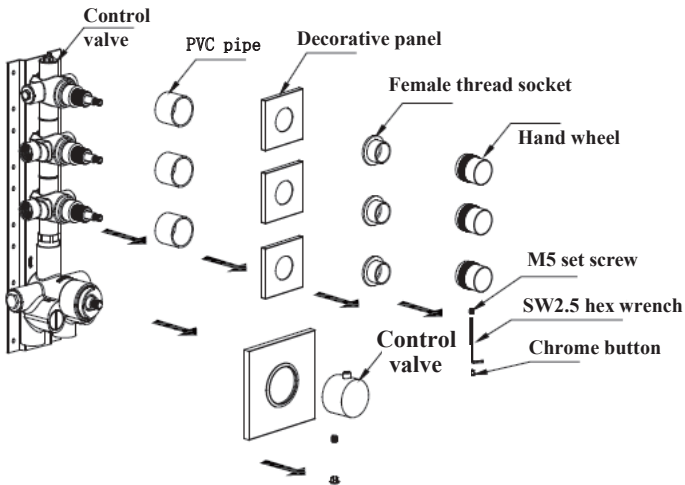 Control
valve
PVC pipe
Decorative panel
Female thread socket
Hand wheel
M5 set screw
SW2.5 hex wrench
Chrome button
Control
valve